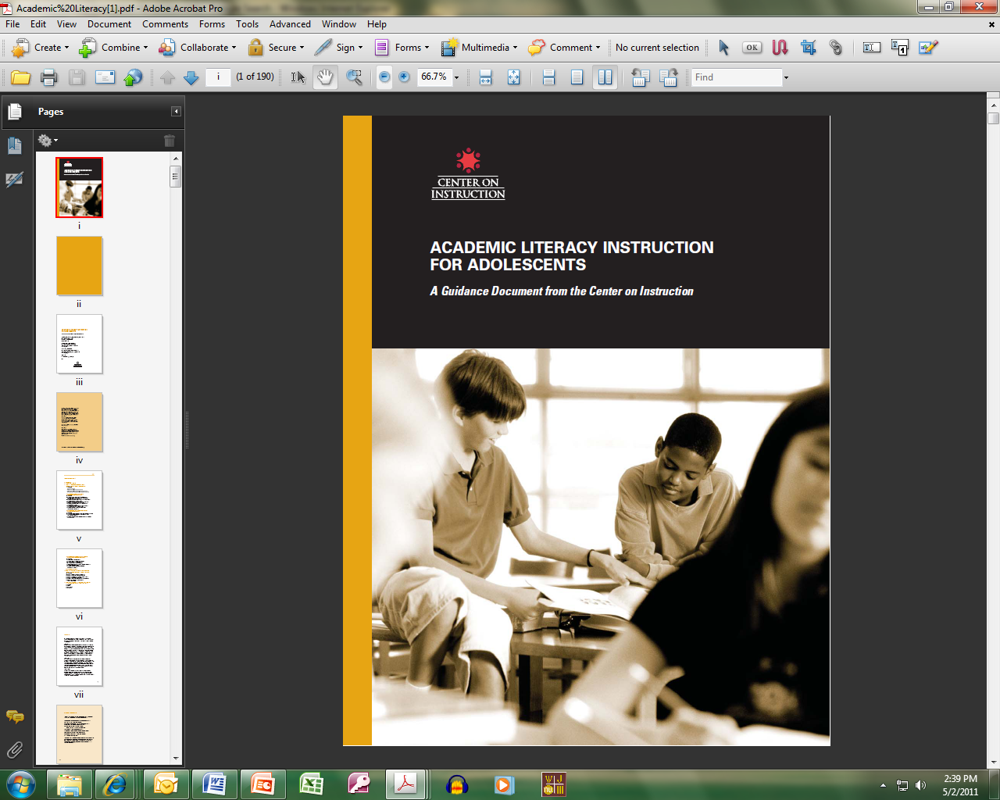 Academic%20Literacy[1].pdf - Adobe Acrobat Pro
File Edit View Document Comments Forms Tools Advanced Window Help
Create Combine Collaborate Secure Sign Forms Multimedia Comment No current selection OK
i (1 of 190) 66.7% Find
Pages
CENTER ON
INSTRUCTION
ACADEMIC LITERACY INSTRUCTION
FOR ADOLESCENTS
A Guidance Document from the Center on Instruction
i
ii
iii
iv
v
vi
vii
2:39 PM
5/2/2011